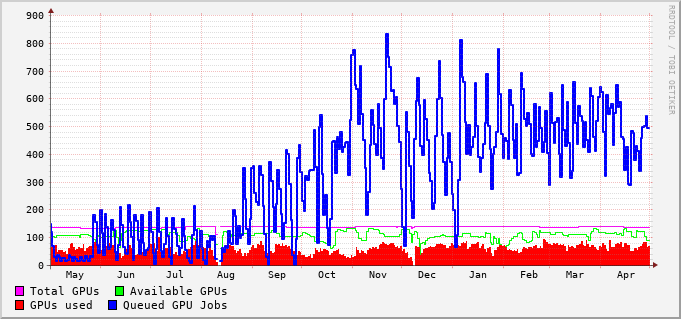 900
800
700
600
500
400
300
200
100
0
May Jun Jul Aug Sep Oct Nov Dec Jan Feb Mar Apr
Total GPUs Available GPUs
GPUs used Queued GPU Jobs
RRDTOOL / TOBI OETIKER